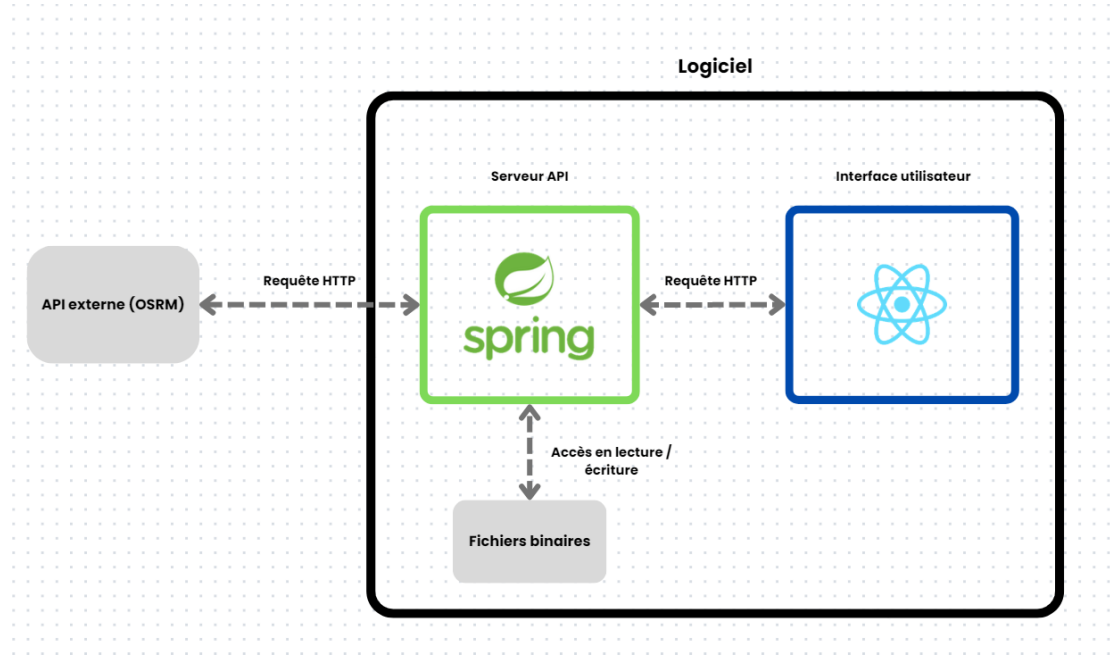 Logiciel
Serveur API
Interface utilisateur
API externe (OSRM)
Requête HTTP
spring
Requête HTTP
Accès en lecture /
écriture
Fichiers binaires